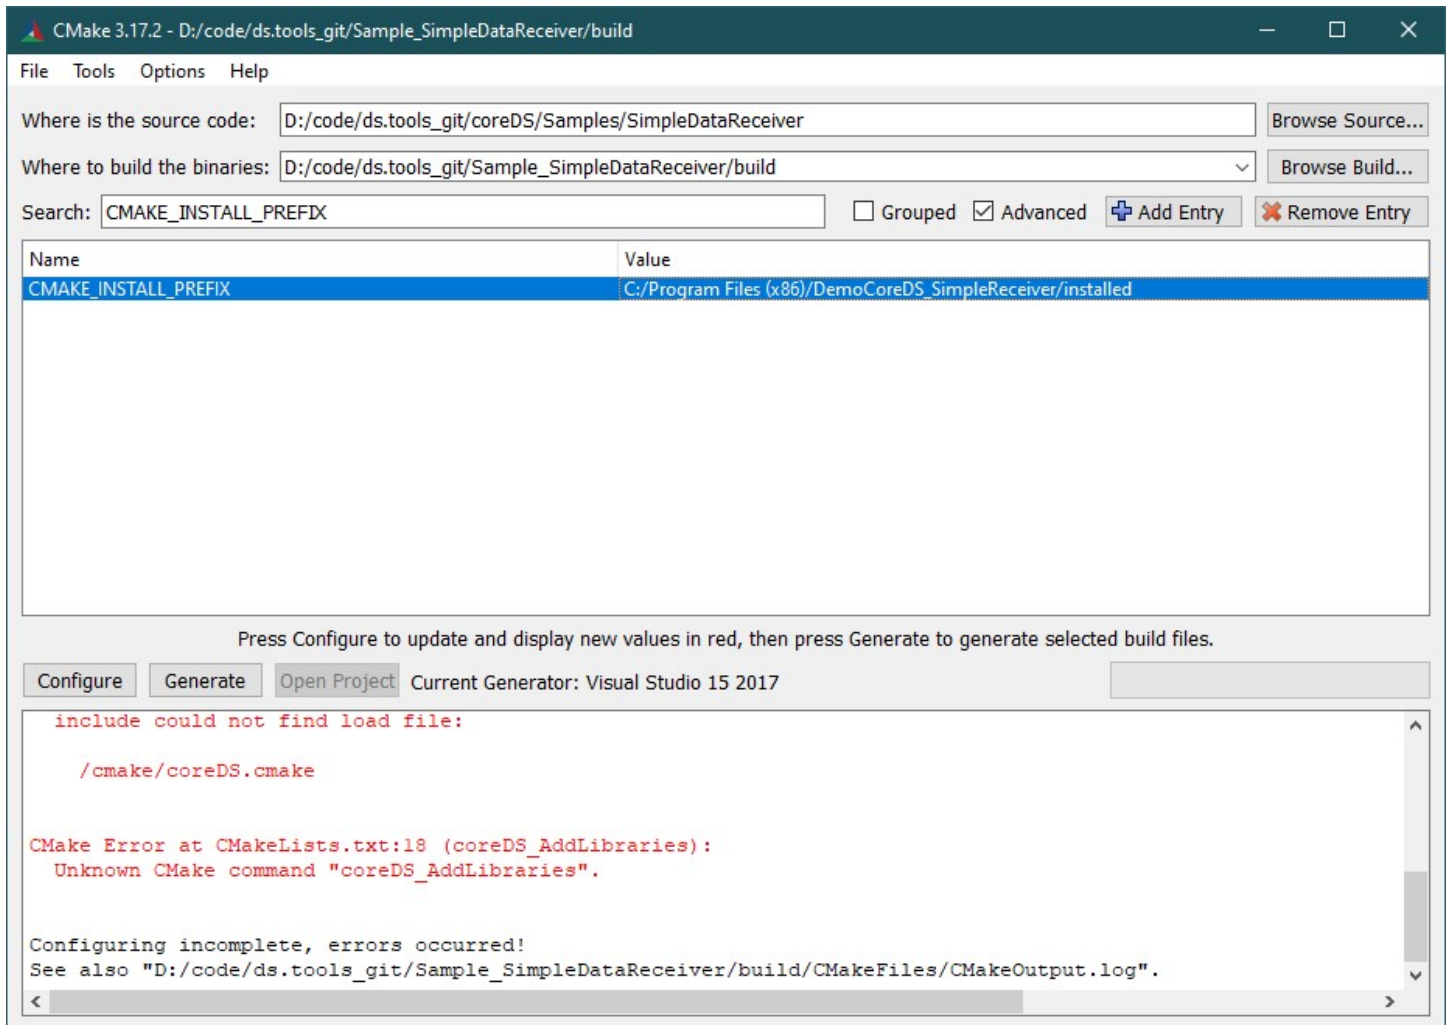 CMake 3.17.2 - D:/code/ds.tools_git/Sample_SimpleDataReceiver/build
File Tools Options Help
Where is the source code: D:/code/ds.tools_git/coreDS/Samples/SimpleDataReceiver Browse Source...
Where to build the binaries: D:/code/ds.tools_git/Sample_SimpleDataReceiver/build Browse Build...
Search: CMAKE_INSTALL_PREFIX Grouped Advanced Add Entry Remove Entry
Name Value
CMAKE_INSTALL_PREFIX C:/Program Files (x86)/DemoCoreDS_SimpleReceiver/installed
Press Configure to update and display new values in red, then press Generate to generate selected build files.
Configure Generate Open Project Current Generator: Visual Studio 15 2017
include could not find load file:
/cmake/coreDS.cmake
CMake Error at CMakeLists.txt:18 (coreDS_AddLibraries):
Unknown CMake command "coreDS_AddLibraries".
Configuring incomplete, errors occurred!
See also "D:/code/ds.tools_git/Sample_SimpleDataReceiver/build/CMakeFiles/CMakeOutput.log".